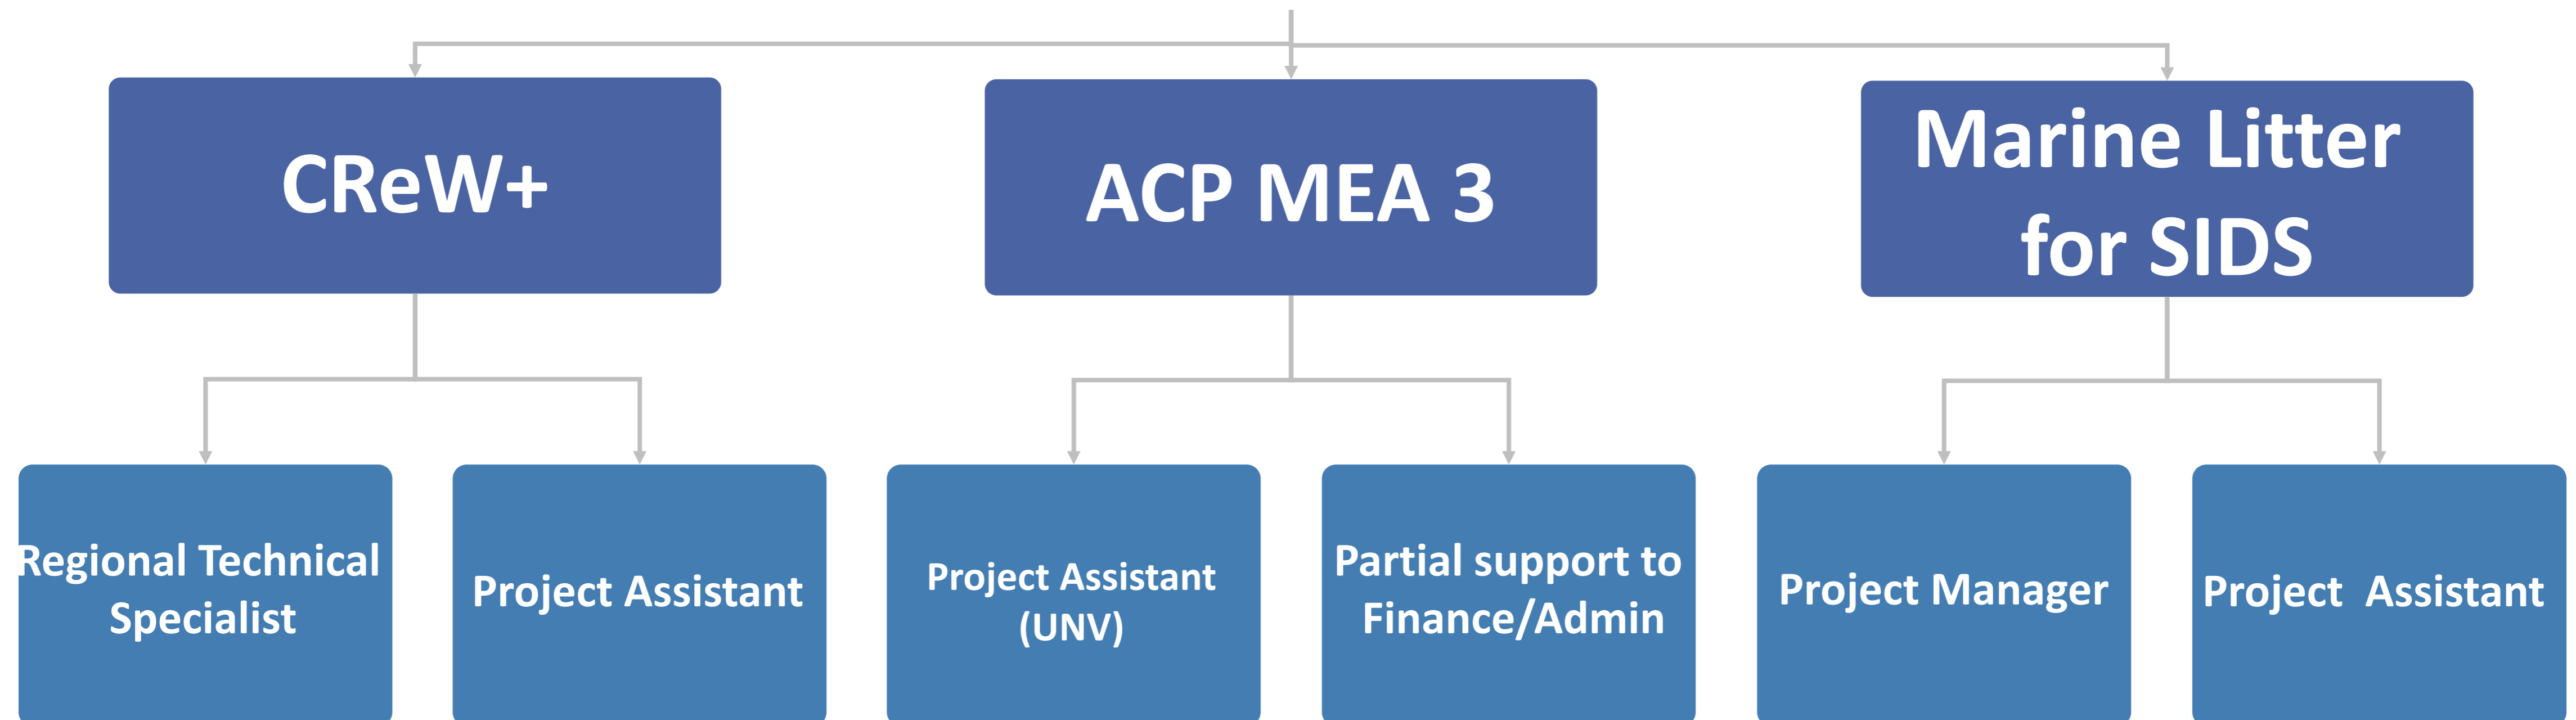 CReW+
ACP MEA 3
Marine Litter
for SIDS
Regional Technical
Specialist
Project Assistant
Project Assistant
(UNV)
Partial support to
Finance/Admin
Project Manager
Project Assistant